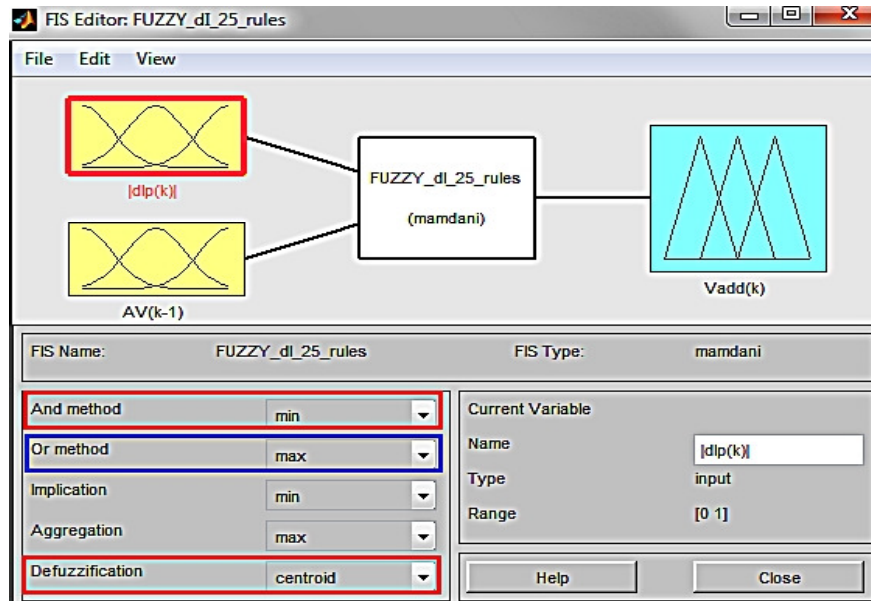 FIS Editor: FUZZY_dI_25_rules
File Edit View
|dIp(k)|
FUZZY_dI_25_rules
(mamdani)
AV(k-1)
Vadd(k)
FIS Name: FUZZY_dI_25_rules FIS Type: mamdani
And method min
Or method max
Implication min
Aggregation max
Defuzzification centroid
Current Variable
Name |dIp(k)|
Type input
Range [0 1]
Help Close